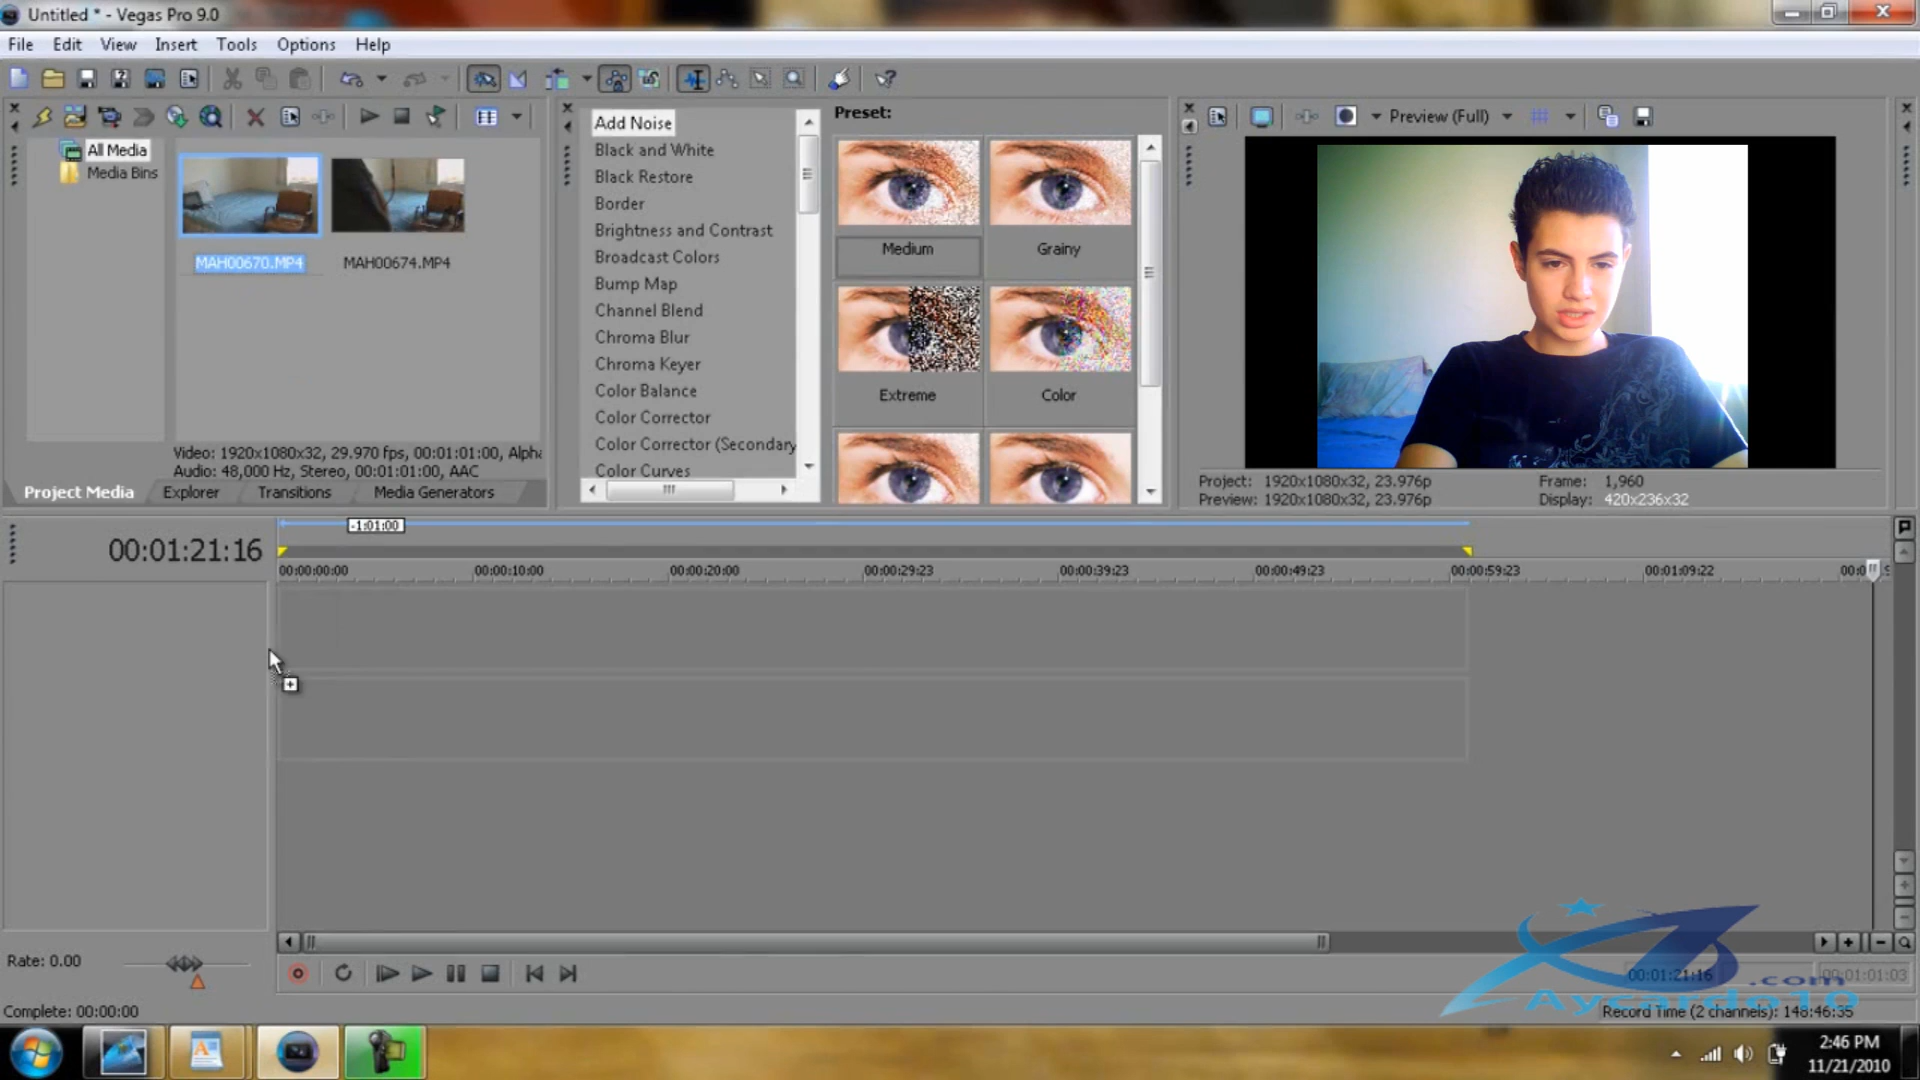 Untitled * - Vegas Pro 9.0
File Edit View Insert Tools Options Help
All Media
Media Bins
MAH00670.MP4
MAH00674.MP4
Video: 1920x1080x32, 29.970 fps, 00:01:01:00, Alpha
Audio: 48,000 Hz, Stereo, 00:01:01:00, AAC
Project Media Explorer Transitions Media Generators
Add Noise
Black and White
Black Restore
Border
Brightness and Contrast
Broadcast Colors
Bump Map
Channel Blend
Chroma Blur
Chroma Keyer
Color Balance
Color Corrector
Color Corrector (Secondary
Color Curves
Preset:
Medium
Grainy
Extreme
Color
Preview (Full)
Project: 1920x1080x32, 23.976p
Frame: 1,960
Preview: 1920x1080x32, 23.976p
Display: 420x236x32
-1:01:00
00:01:21:16
00:00:00:00 00:00:10:00 00:00:20:00 00:00:29:23 00:00:39:23 00:00:49:23 00:00:59:23 00:01:09:22
Rate: 0.00
00:01:21:16
00:01:01:03
.com
Aycardo10
Complete: 00:00:00
Record Time (2 channels): 148:46:35
2:46 PM
11/21/2010